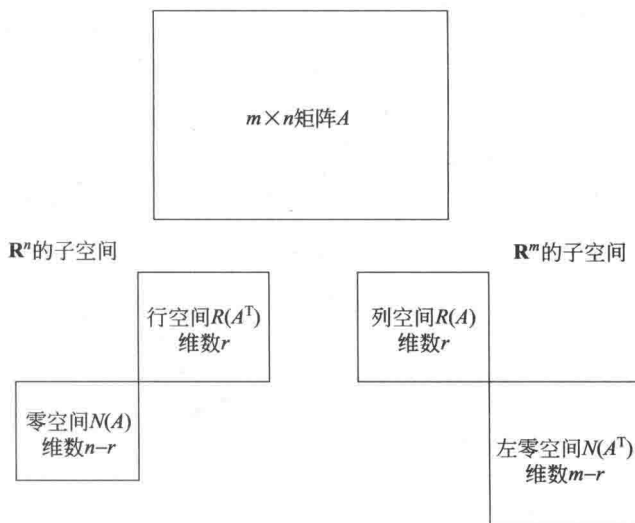 m×n矩阵A
Rⁿ的子空间
Rᵐ的子空间
行空间R(Aᵀ)
维数r
列空间R(A)
维数r
零空间N(A)
维数n−r
左零空间N(Aᵀ)
维数m−r